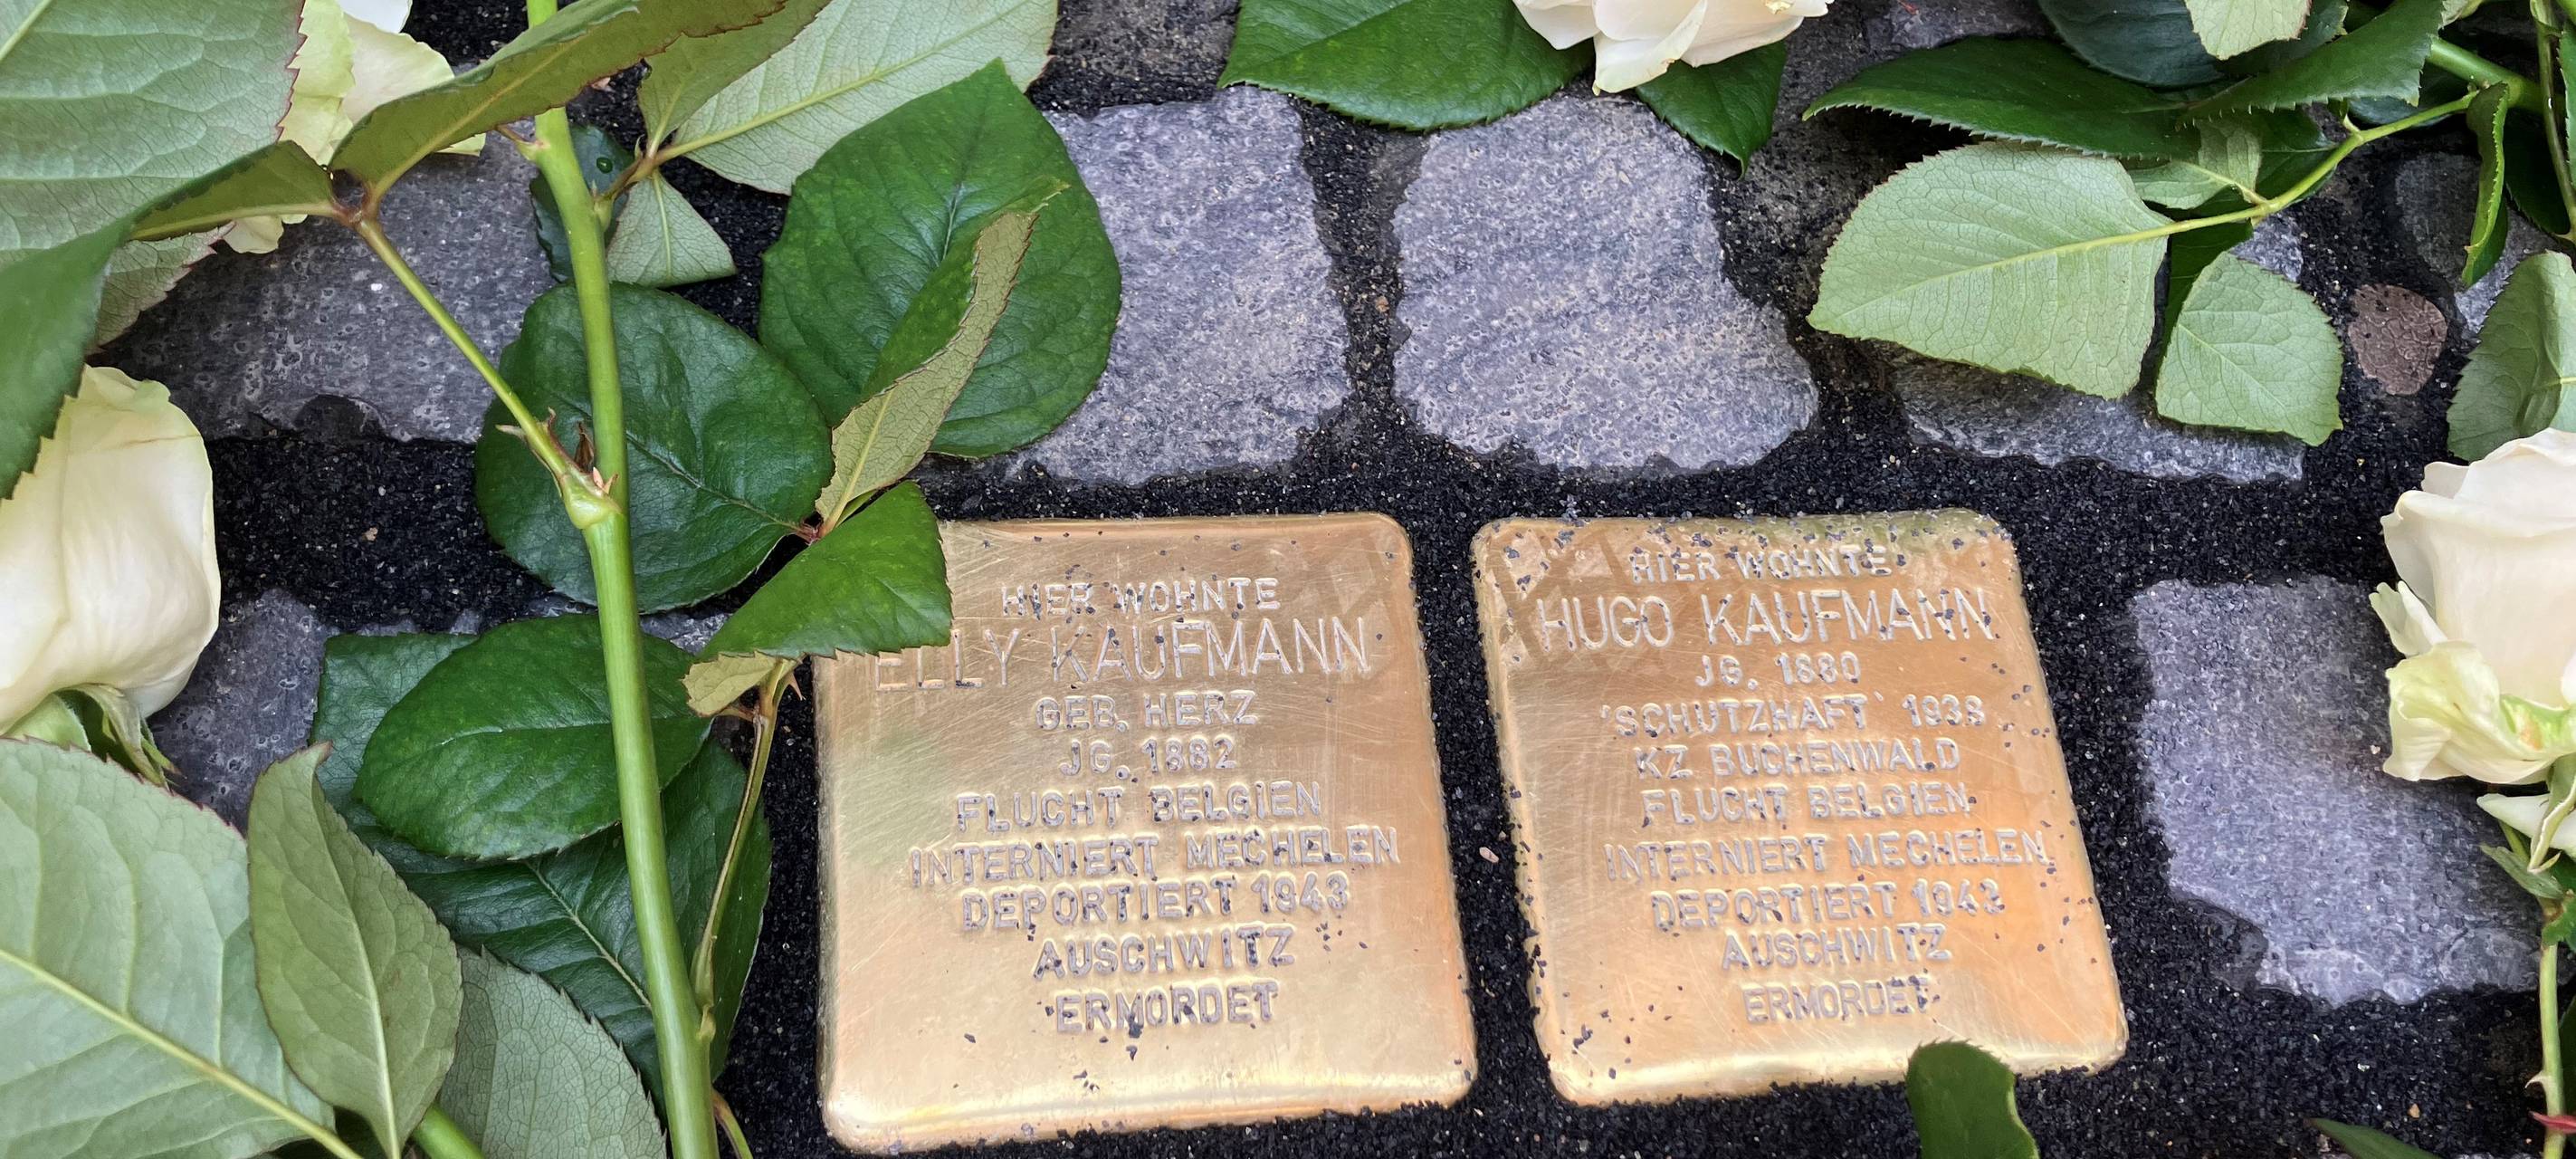 HIER WOHNTE
ELLY KAUFMANN
GEB. HERZ
JG. 1882
FLUCHT BELGIEN
INTERNIERT MECHELEN
DEPORTIERT 1943
AUSCHWITZ
ERMORDET
HIER WOHNTE
HUGO KAUFMANN
JG. 1880
'SCHUTZHAFT' 1938
KZ BUCHENWALD
FLUCHT BELGIEN
INTERNIERT MECHELEN
DEPORTIERT 1943
AUSCHWITZ
ERMORDET